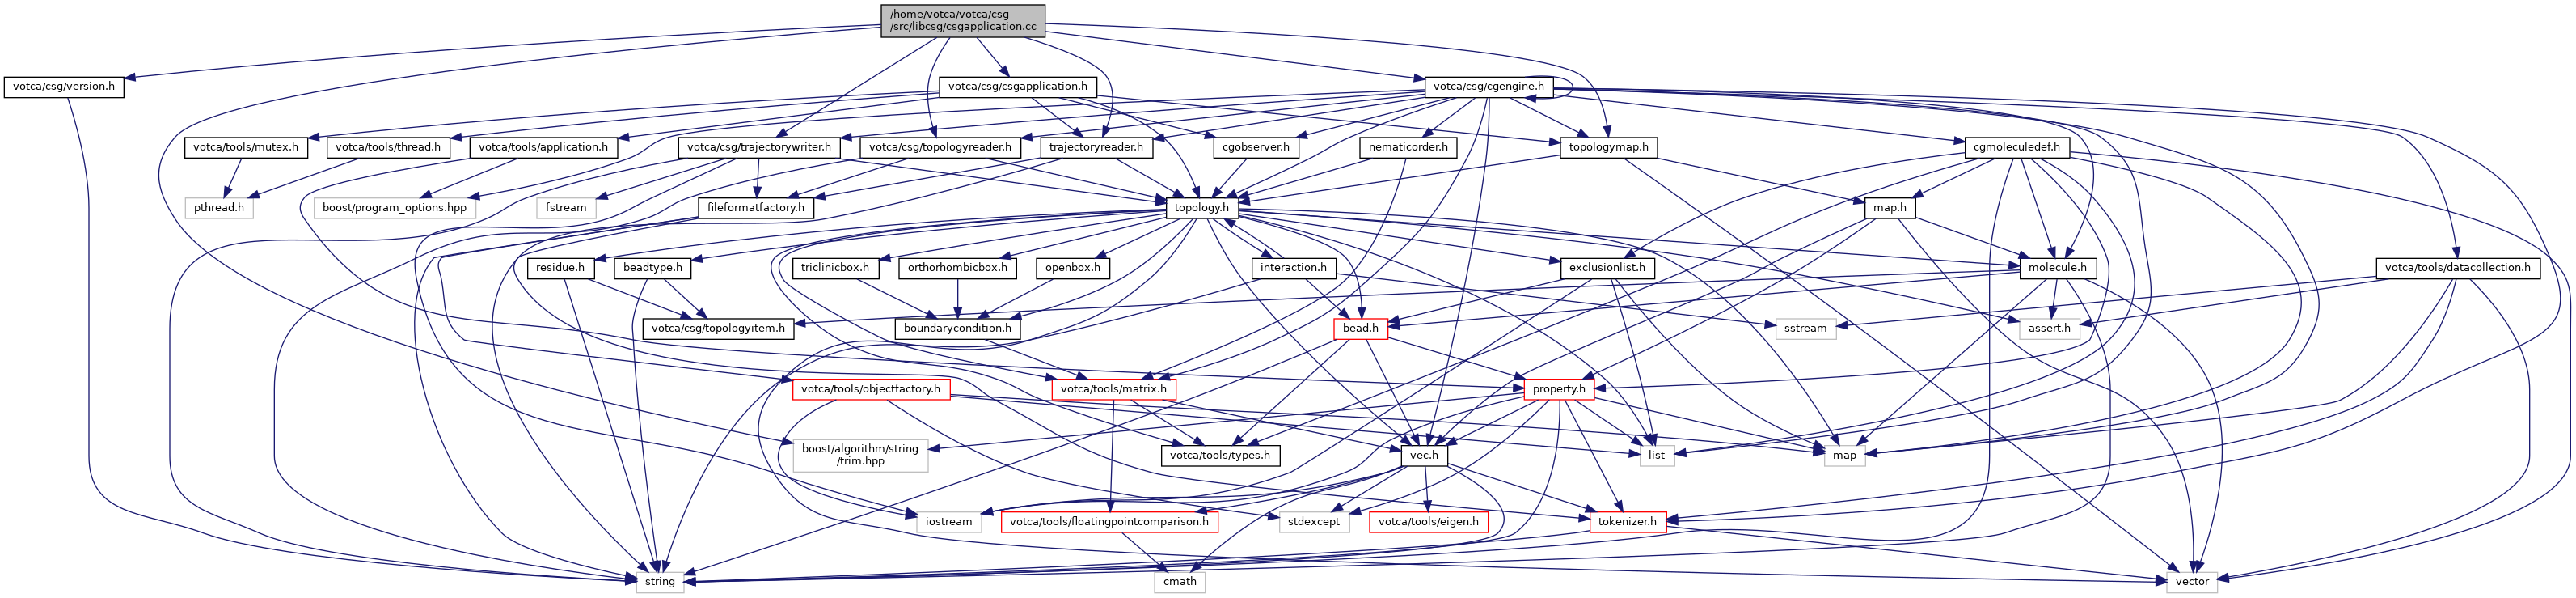 /home/votca/votca/csg
/src/libcsg/csgapplication.cc
votca/csg/version.h
votca/csg/csgapplication.h
votca/csg/cgengine.h
votca/tools/mutex.h
votca/tools/thread.h
votca/tools/application.h
votca/csg/trajectorywriter.h
votca/csg/topologyreader.h
trajectoryreader.h
cgobserver.h
nematicorder.h
topologymap.h
cgmoleculedef.h
pthread.h
boost/program_options.hpp
fstream
fileformatfactory.h
topology.h
map.h
residue.h
beadtype.h
triclinicbox.h
orthorhombicbox.h
openbox.h
interaction.h
exclusionlist.h
molecule.h
votca/tools/datacollection.h
votca/csg/topologyitem.h
boundarycondition.h
bead.h
sstream
assert.h
votca/tools/objectfactory.h
votca/tools/matrix.h
property.h
boost/algorithm/string
/trim.hpp
votca/tools/types.h
vec.h
list
map
iostream
votca/tools/floatingpointcomparison.h
stdexcept
votca/tools/eigen.h
tokenizer.h
string
cmath
vector